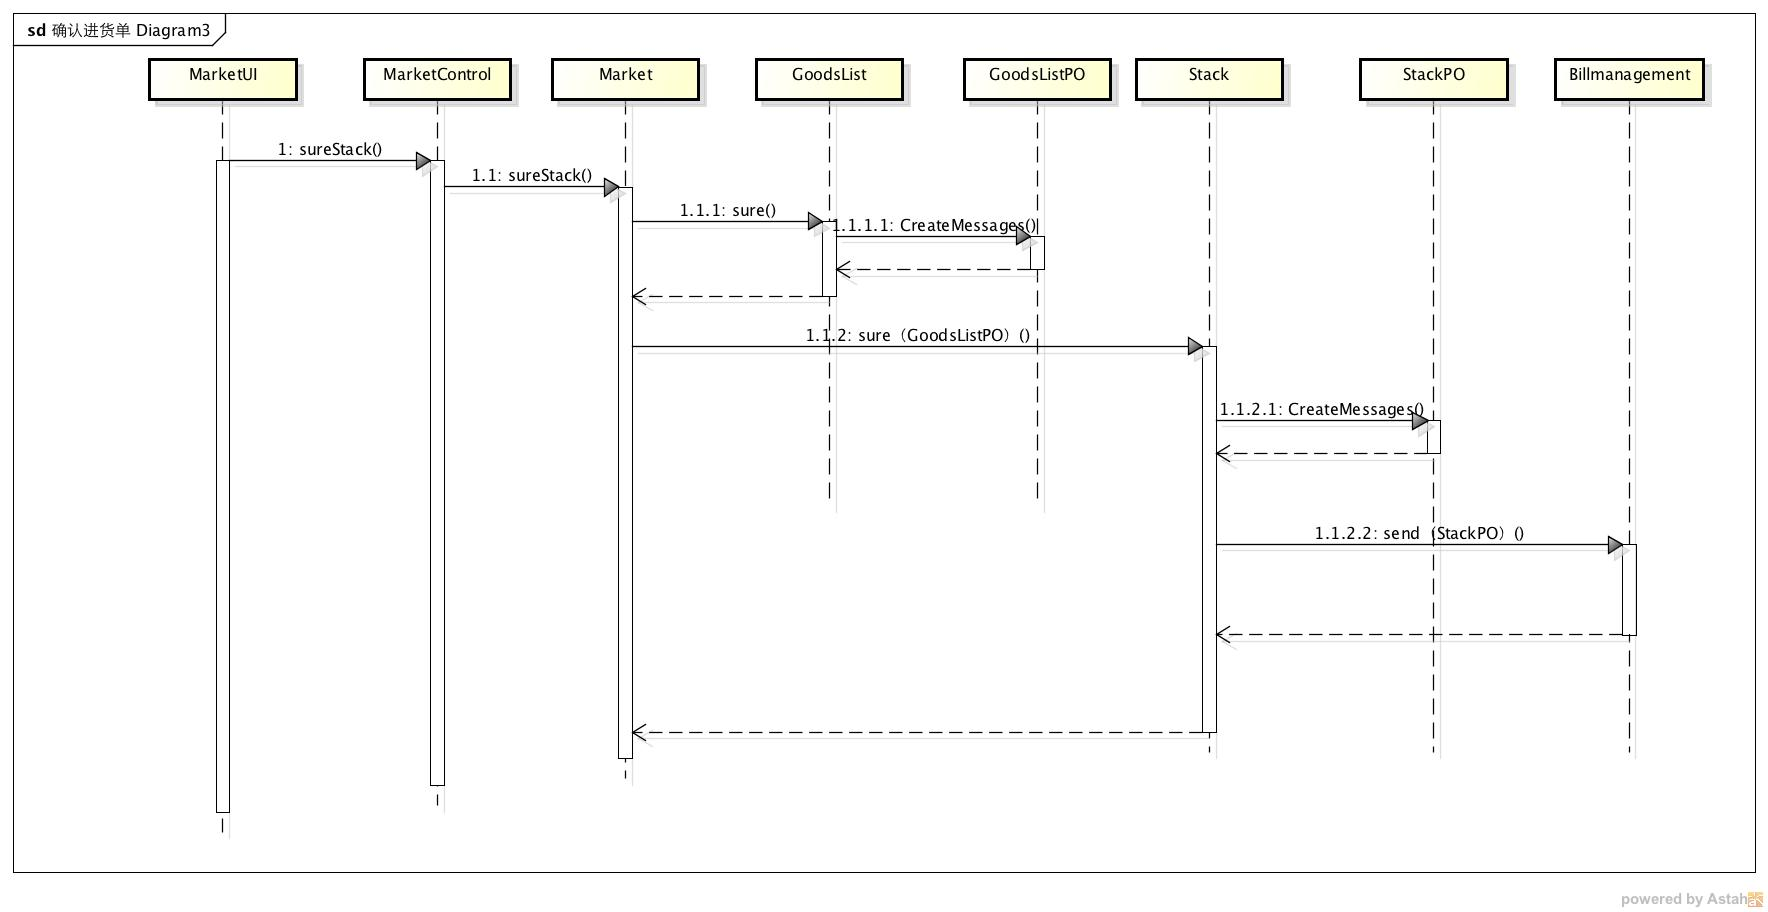 sd 确认进货单 Diagram3
MarketUI
MarketControl
Market
GoodsList
GoodsListPO
Stack
StackPO
Billmanagement
1: sureStack()
1.1: sureStack()
1.1.1: sure()
1.1.1.1: CreateMessages()
1.1.2: sure（GoodsListPO）()
1.1.2.1: CreateMessages()
1.1.2.2: send（StackPO）()
powered by Astah